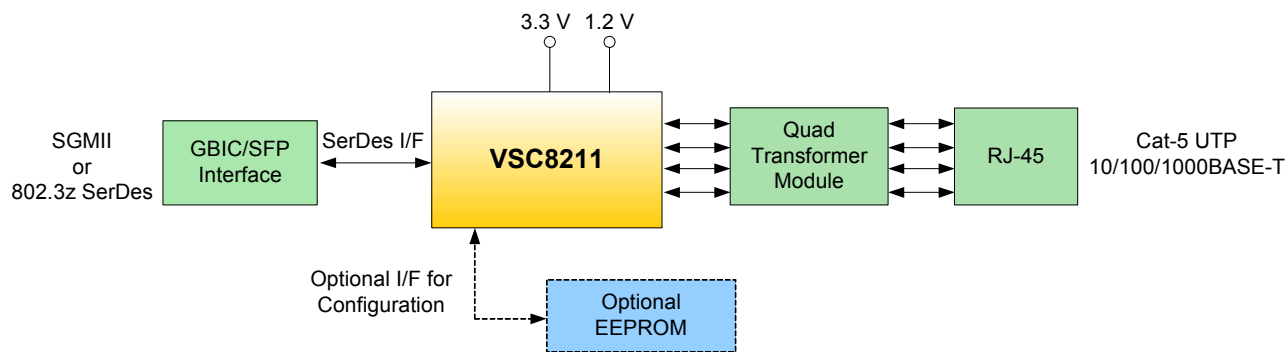 3.3 V
1.2 V
SGMII
or
802.3z SerDes
GBIC/SFP
Interface
SerDes I/F
VSC8211
Quad
Transformer
Module
RJ-45
Cat-5 UTP
10/100/1000BASE-T
Optional I/F for
Configuration
Optional
EEPROM